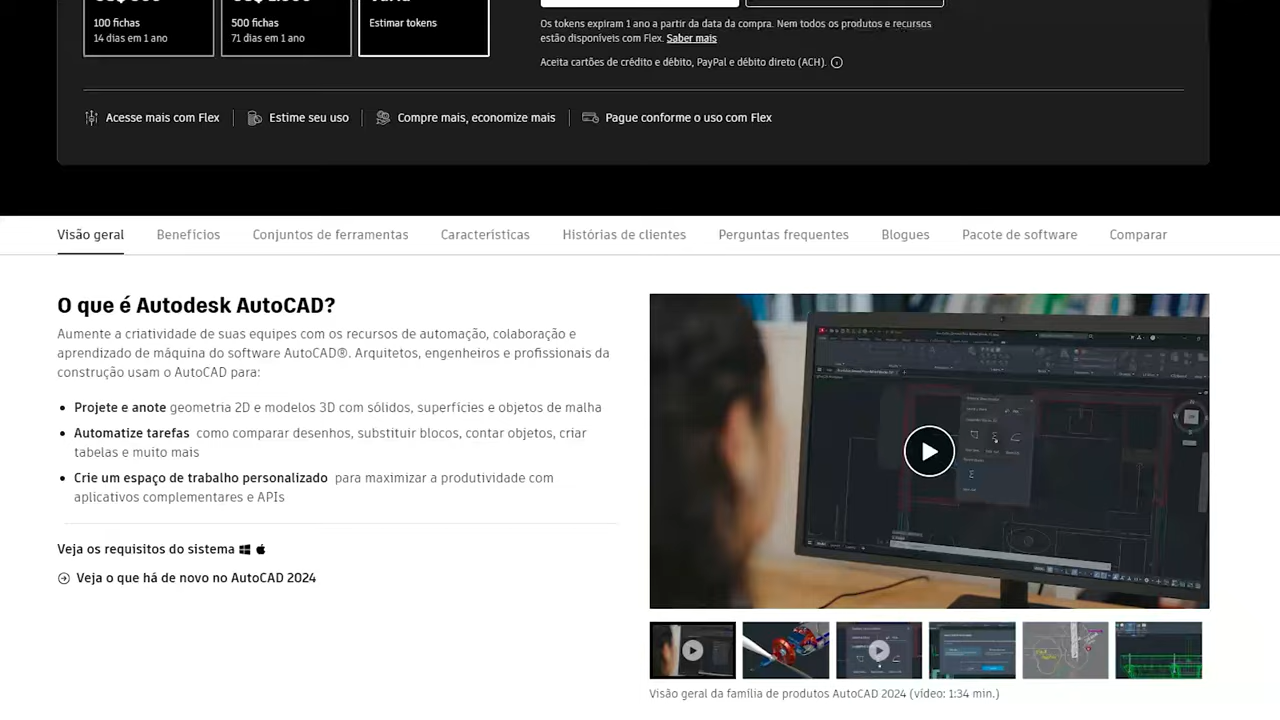 100 fichas
14 dias em 1 ano
500 fichas
71 dias em 1 ano
Estimar tokens
Os tokens expiram 1 ano a partir da data da compra. Nem todos os produtos e recursos
estão disponíveis com Flex. Saber mais
Aceita cartões de crédito e débito, PayPal e débito direto (ACH).
Acesse mais com Flex
Estime seu uso
Compre mais, economize mais
Pague conforme o uso com Flex
Visão geral
Benefícios
Conjuntos de ferramentas
Características
Histórias de clientes
Perguntas frequentes
Blogues
Pacote de software
Comparar
O que é Autodesk AutoCAD?
Aumente a criatividade de suas equipes com os recursos de automação, colaboração e
aprendizado de máquina do software AutoCAD®. Arquitetos, engenheiros e profissionais da
construção usam o AutoCAD para:
Projete e anote geometria 2D e modelos 3D com sólidos, superfícies e objetos de malha
Automatize tarefas como comparar desenhos, substituir blocos, contar objetos, criar
tabelas e muito mais
Crie um espaço de trabalho personalizado para maximizar a produtividade com
aplicativos complementares e APIs
Veja os requisitos do sistema
Veja o que há de novo no AutoCAD 2024
Visão geral da família de produtos AutoCAD 2024 (vídeo: 1:34 min.)